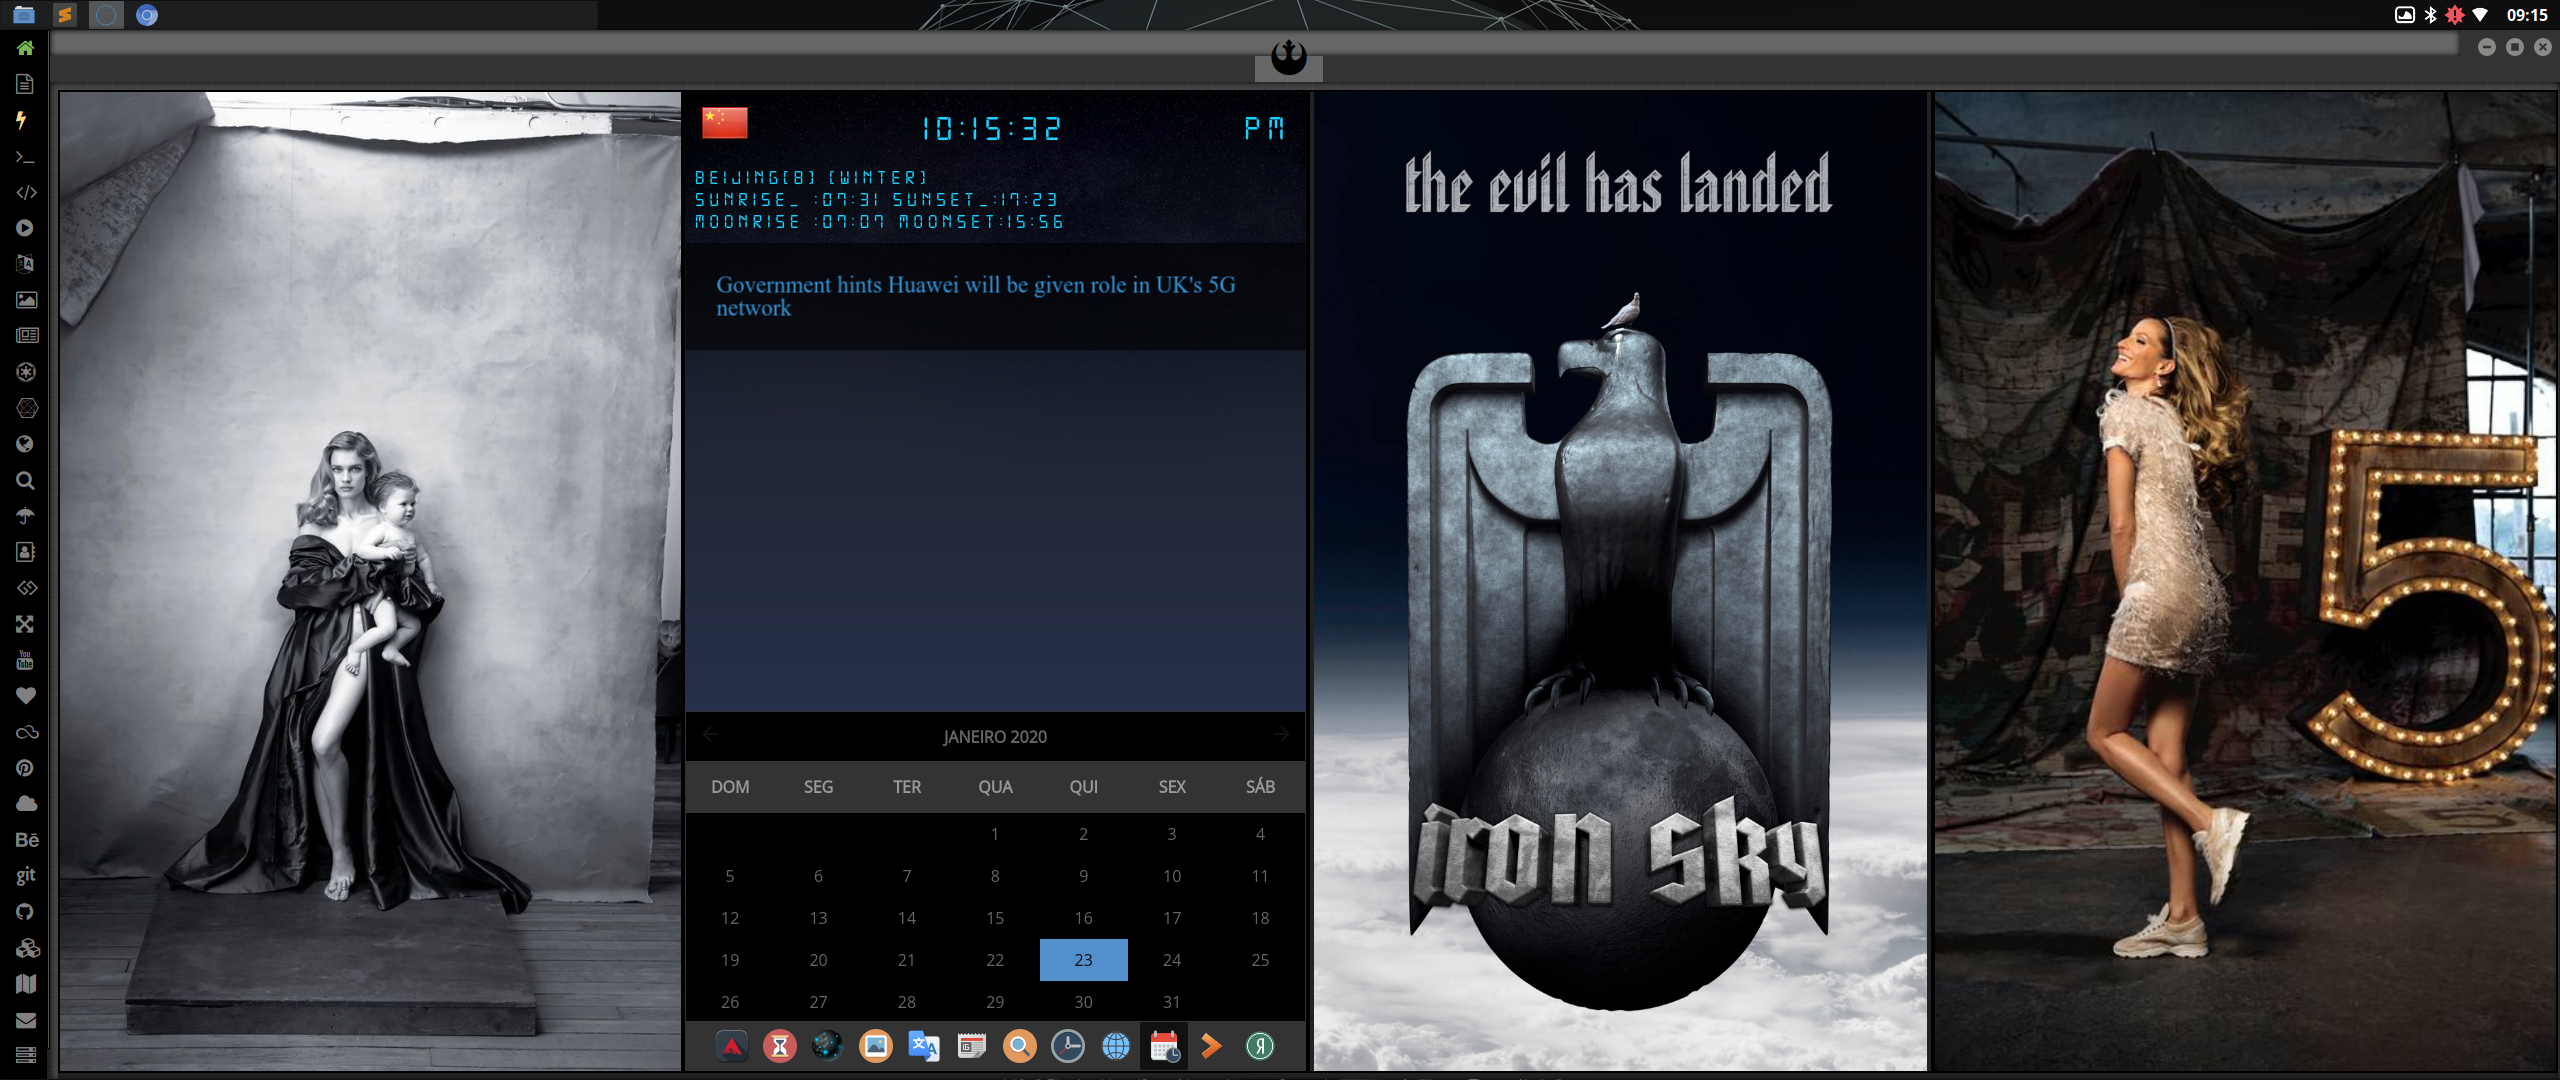 09:15
10:15:32 PM
BEIJING(8) (WINTER)
SUNRISE_ :07:31 SUNSET_:17:23
MOONRISE :07:07 MOONSET:15:56
Government hints Huawei will be given role in UK's 5G
network
JANEIRO 2020
DOM SEG TER QUA QUI SEX SÁB
1 2 3 4
5 6 7 8 9 10 11
12 13 14 15 16 17 18
19 20 21 22 23 24 25
26 27 28 29 30 31
the evil has landed
iron sky
5
You
Tube
Bē
git